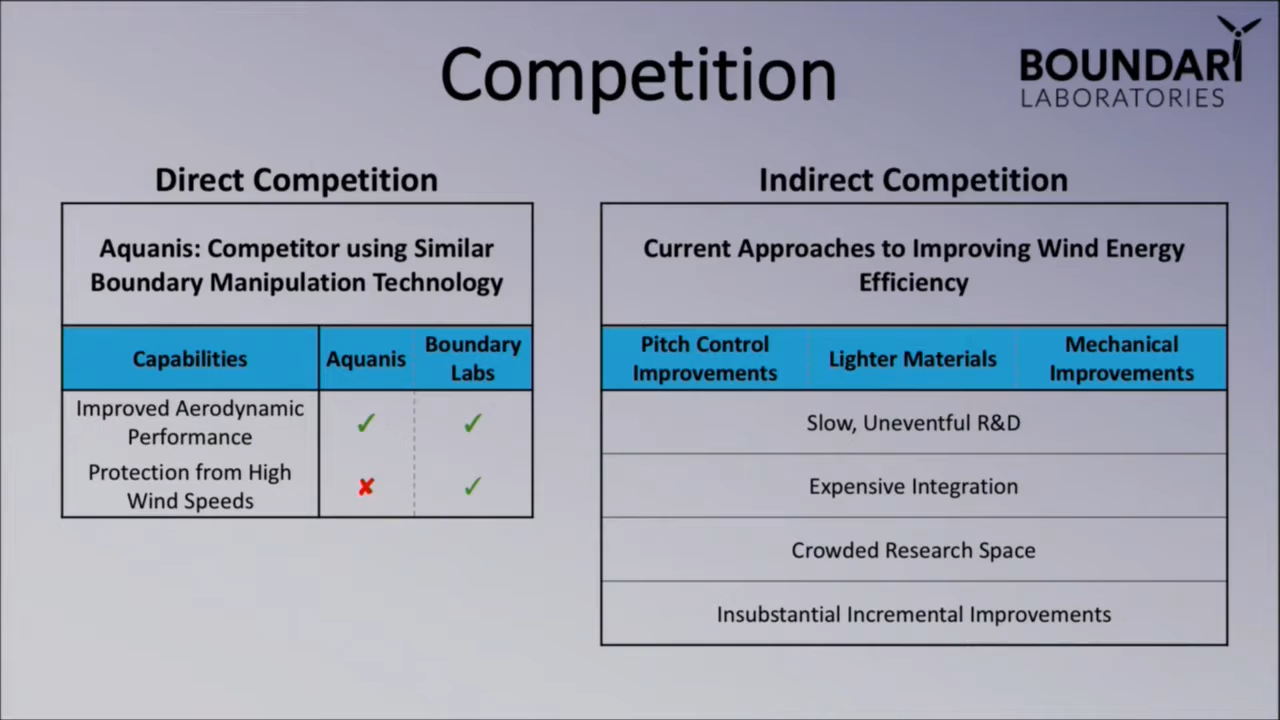 Competition
BOUNDARY
LABORATORIES
Direct Competition
Aquanis: Competitor using Similar
Boundary Manipulation Technology
Capabilities
Aquanis
Boundary
Labs
Improved Aerodynamic
Performance
✓
✓
Protection from High
Wind Speeds
✘
✓
Indirect Competition
Current Approaches to Improving Wind Energy
Efficiency
Pitch Control
Improvements
Lighter Materials
Mechanical
Improvements
Slow, Uneventful R&D
Expensive Integration
Crowded Research Space
Insubstantial Incremental Improvements